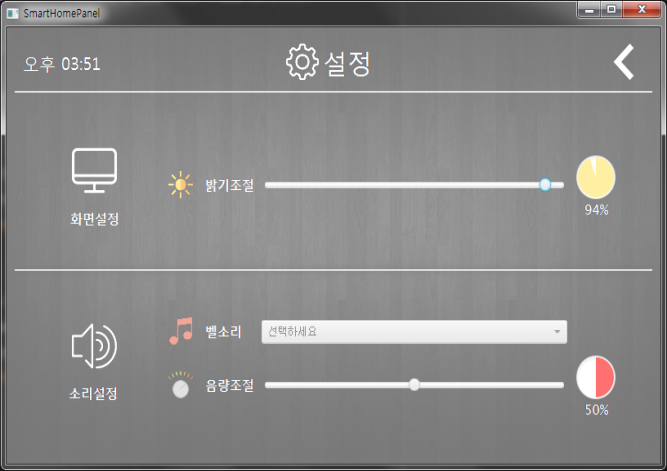 SmartHomePanel
오후 03:51
설정
밝기조절
94%
화면설정
벨소리
선택하세요
음량조절
50%
소리설정